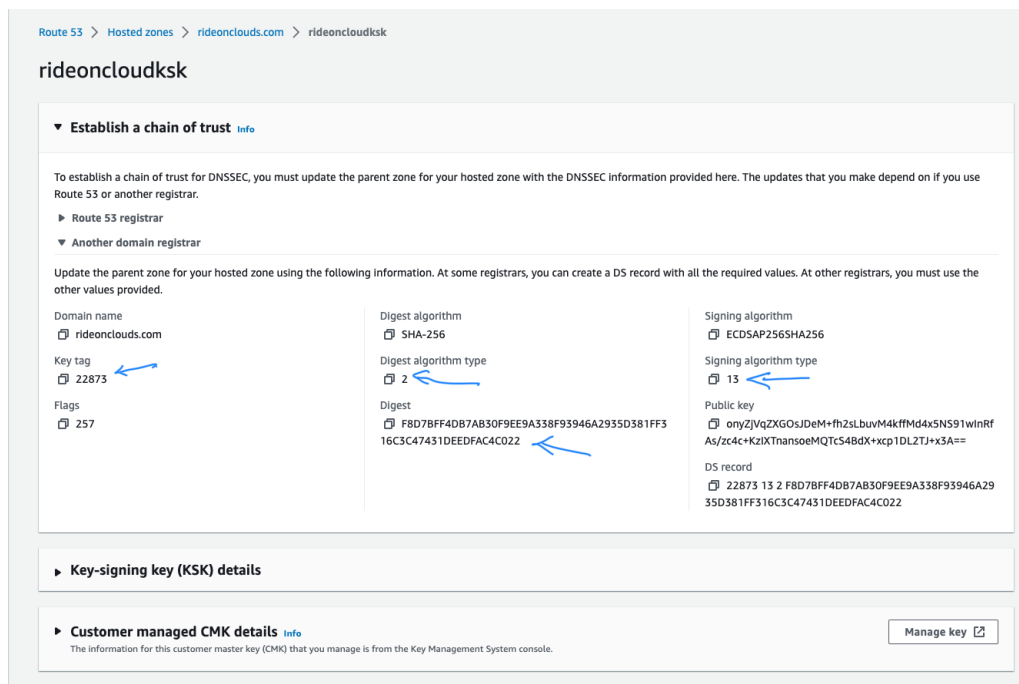 Route 53 > Hosted zones > rideonclouds.com > rideoncloudksk
rideoncloudksk
Establish a chain of trust Info
To establish a chain of trust for DNSSEC, you must update the parent zone for your hosted zone with the DNSSEC information provided here. The updates that you make depend on if you use
Route 53 or another registrar.
Route 53 registrar
Another domain registrar
Update the parent zone for your hosted zone using the following information. At some registrars, you can create a DS record with all the required values. At other registrars, you must use the
other values provided.
Domain name
rideonclouds.com
Key tag
22873
Flags
257
Digest algorithm
SHA-256
Digest algorithm type
2
Digest
F8D7BFF4DB7AB30F9EE9A338F93946A2935D381FF3
16C3C47431DEEDFAC4C022
Signing algorithm
ECDSAP256SHA256
Signing algorithm type
13
Public key
onyZjVqZXGOsJDeM+fh2sLbuvM4kffMd4x5NS91wInRf
As/zc4c+KzIXTnansoeMQTcS4BdX+xcp1DL2TJ+x3A==
DS record
22873 13 2 F8D7BFF4DB7AB30F9EE9A338F93946A29
35D381FF316C3C47431DEEDFAC4C022
Key-signing key (KSK) details
Customer managed CMK details Info
The information for this customer master key (CMK) that you manage is from the Key Management System console.
Manage key